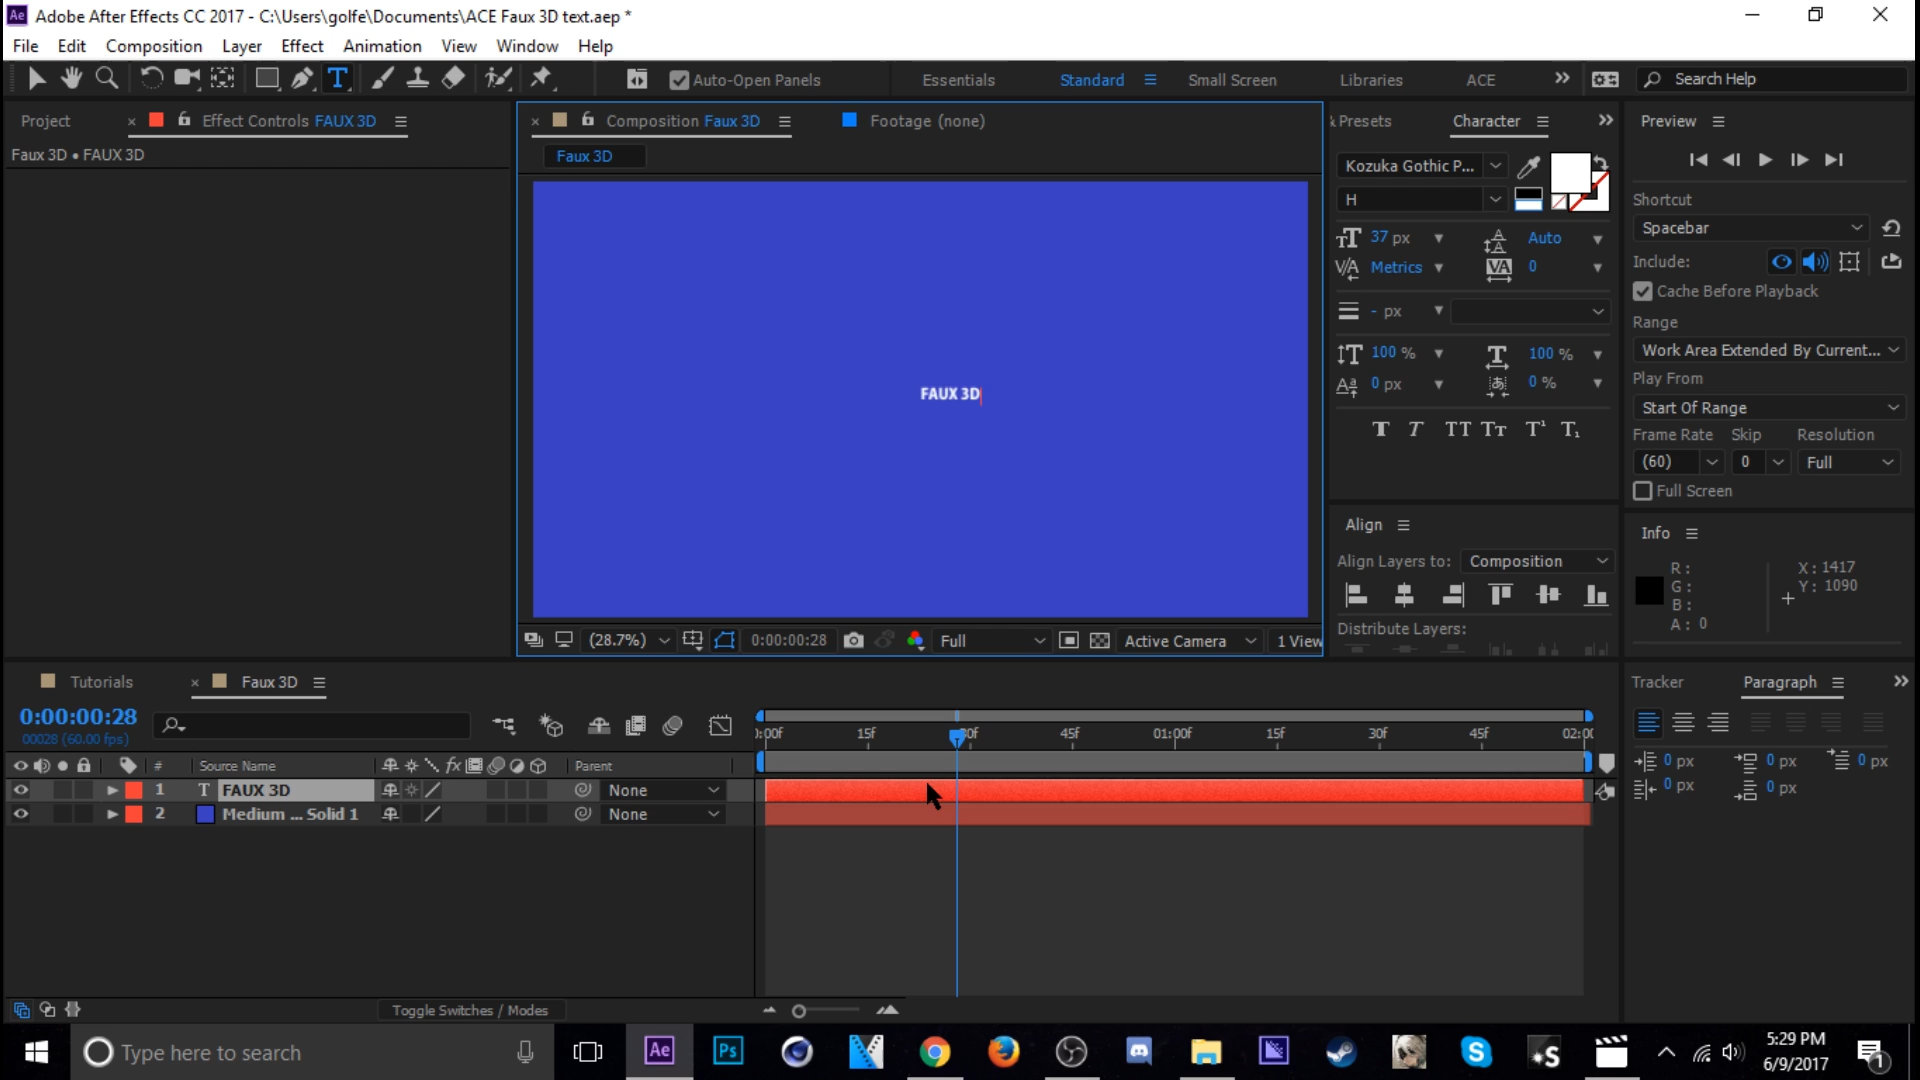 Adobe After Effects CC 2017 - C:\Users\golfe\Documents\ACE Faux 3D text.aep *
File Edit Composition Layer Effect Animation View Window Help
Auto-Open Panels Essentials Standard Small Screen Libraries ACE Search Help
Project Effect Controls FAUX 3D Composition Faux 3D Footage (none) & Presets Character Preview
Faux 3D • FAUX 3D
Faux 3D
Kozuka Gothic P...
H
Shortcut
Spacebar
37 px Auto
Metrics 0
Include:
Cache Before Playback
- px
Range
Work Area Extended By Current...
100 % 100 %
0 px 0 %
Play From
Start Of Range
FAUX 3D
Frame Rate Skip Resolution
(60) 0 Full
Full Screen
Align
Info
Align Layers to: Composition
R:
G:
B:
A: 0
X: 1417
Y: 1090
Distribute Layers:
(28.7%) 0:00:00:28 Full Active Camera 1 View
Tutorials Faux 3D
Tracker Paragraph
0:00:00:28
00028 (60.00 fps)
15f 45f 01:00f 15f 30f 45f
# Source Name Parent
0 px 0 px 0 px
0 px 0 px
1 T FAUX 3D None
2 Medium ... Solid 1 None
Toggle Switches / Modes
Type here to search
Ae Ps
5:29 PM
6/9/2017
1